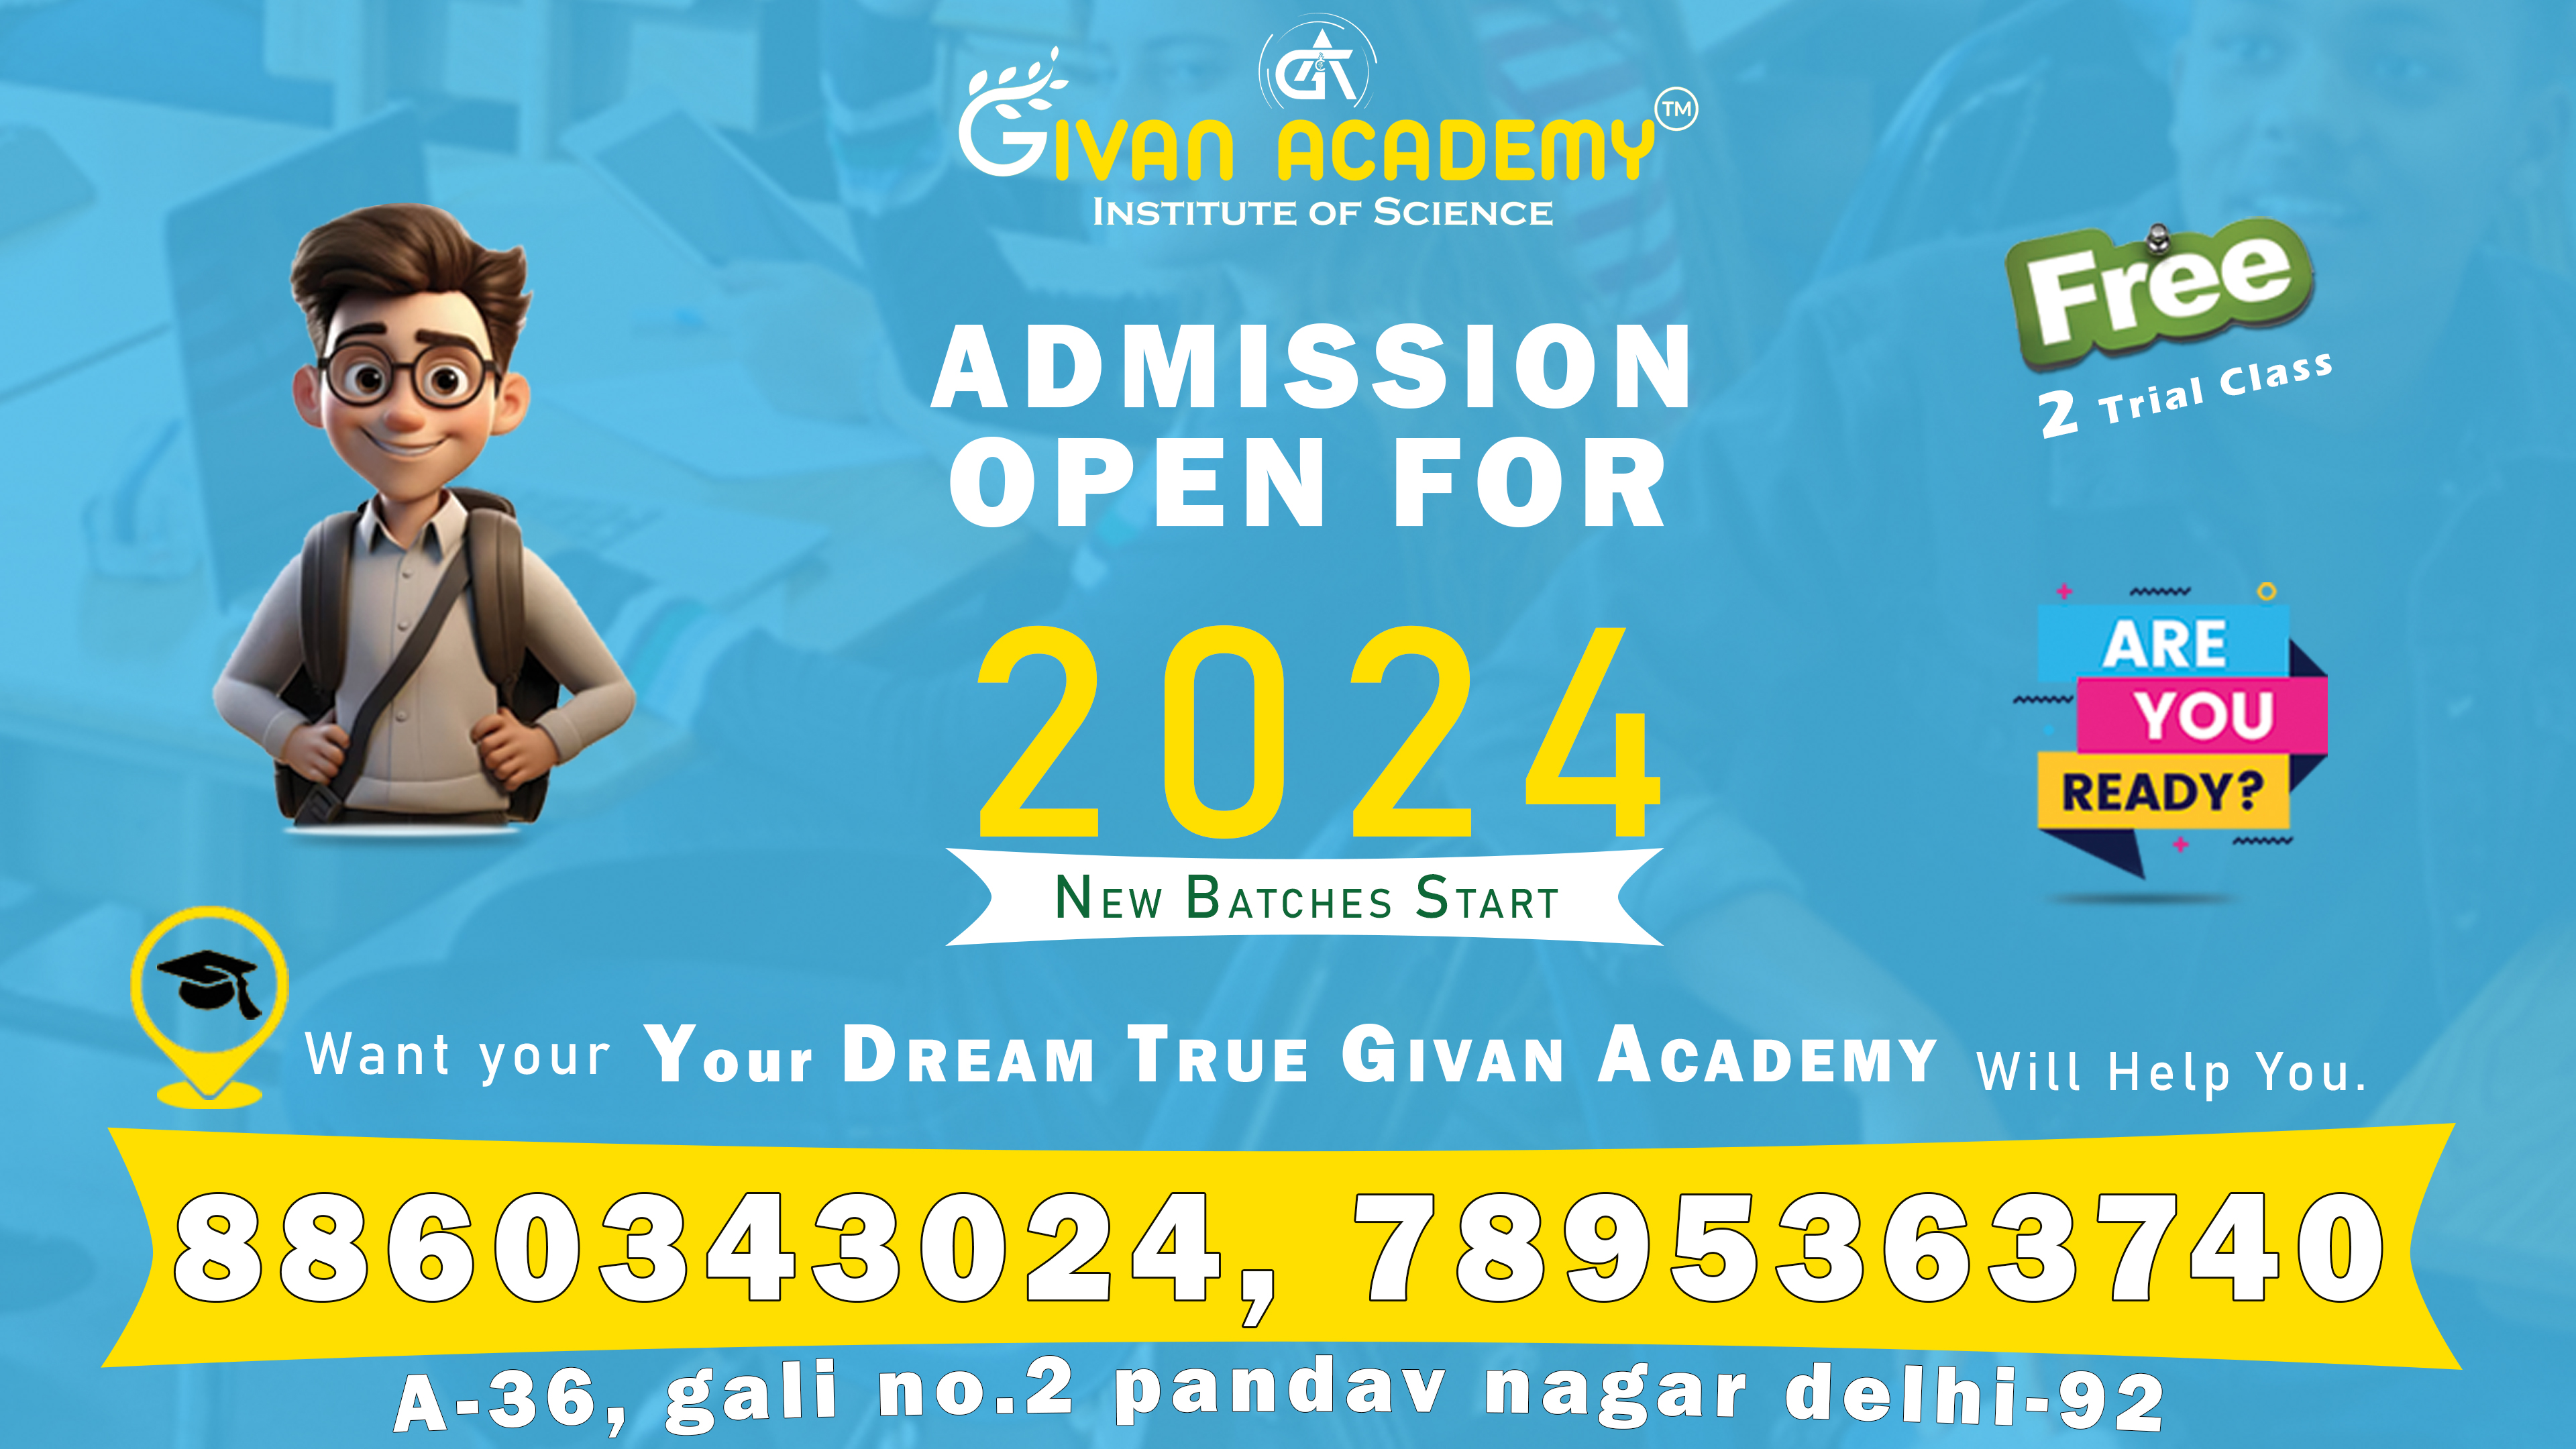 GIVAN ACADEMY TM
INSTITUTE OF SCIENCE
Free
2 Trial Class
ADMISSION
OPEN FOR
2024
NEW BATCHES START
ARE
YOU
READY?
Want your Your DREAM TRUE GIVAN ACADEMY Will Help You.
8860343024, 7895363740
A-36, gali no.2 pandav nagar delhi-92